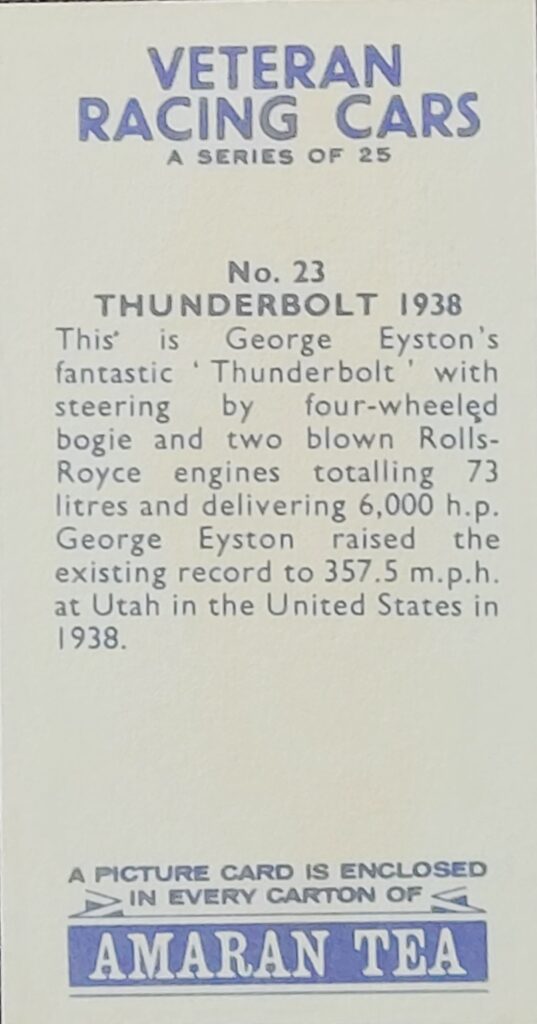 VETERAN
RACING CARS
A SERIES OF 25
No. 23
THUNDERBOLT 1938
This is George Eyston's
fantastic ' Thunderbolt ' with
steering by four-wheeled
bogie and two blown Rolls-
Royce engines totalling 73
litres and delivering 6,000 h.p.
George Eyston raised the
existing record to 357.5 m.p.h.
at Utah in the United States in
1938.
A PICTURE CARD IS ENCLOSED
IN EVERY CARTON OF
AMARAN TEA